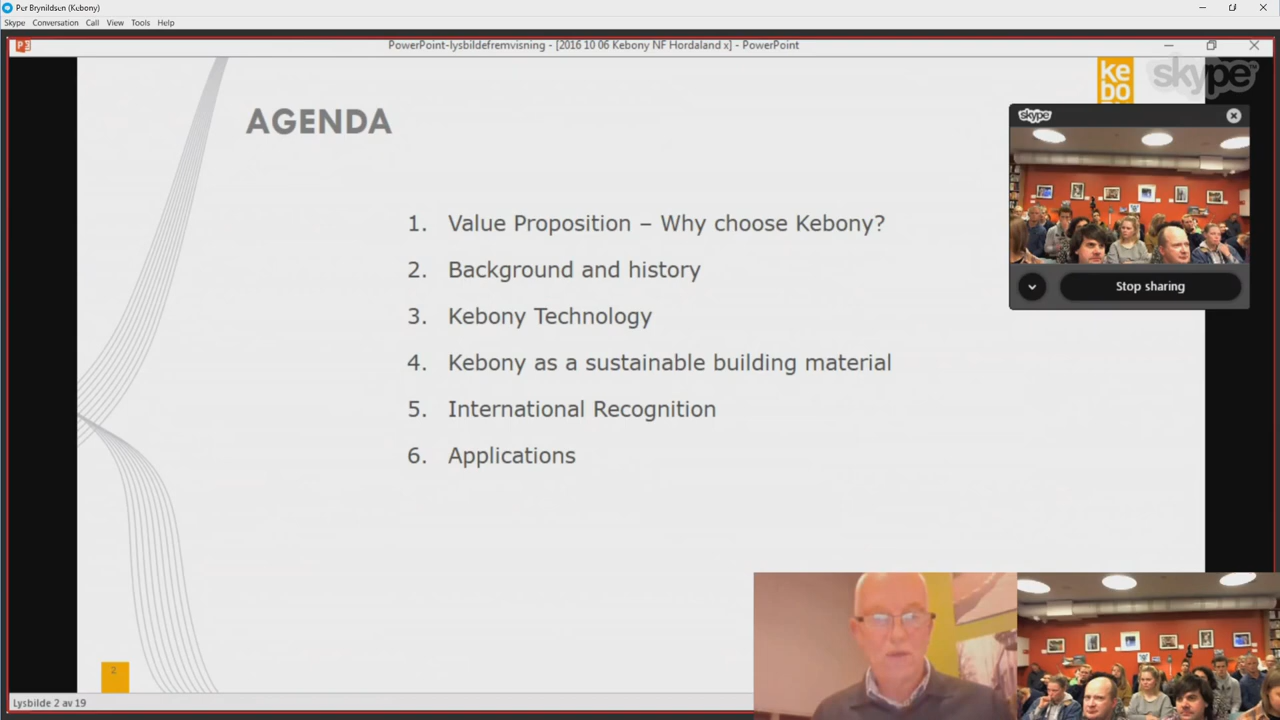 Per Brynildsen (Kebony)
Skype Conversation Call View Tools Help
PowerPoint-lysbildefremvisning - [2016 10 06 Kebony NF Hordaland x] - PowerPoint
ke
bo
skype™
skype
AGENDA
1. Value Proposition – Why choose Kebony?
2. Background and history
3. Kebony Technology
4. Kebony as a sustainable building material
5. International Recognition
6. Applications
Stop sharing
2
Lysbilde 2 av 19